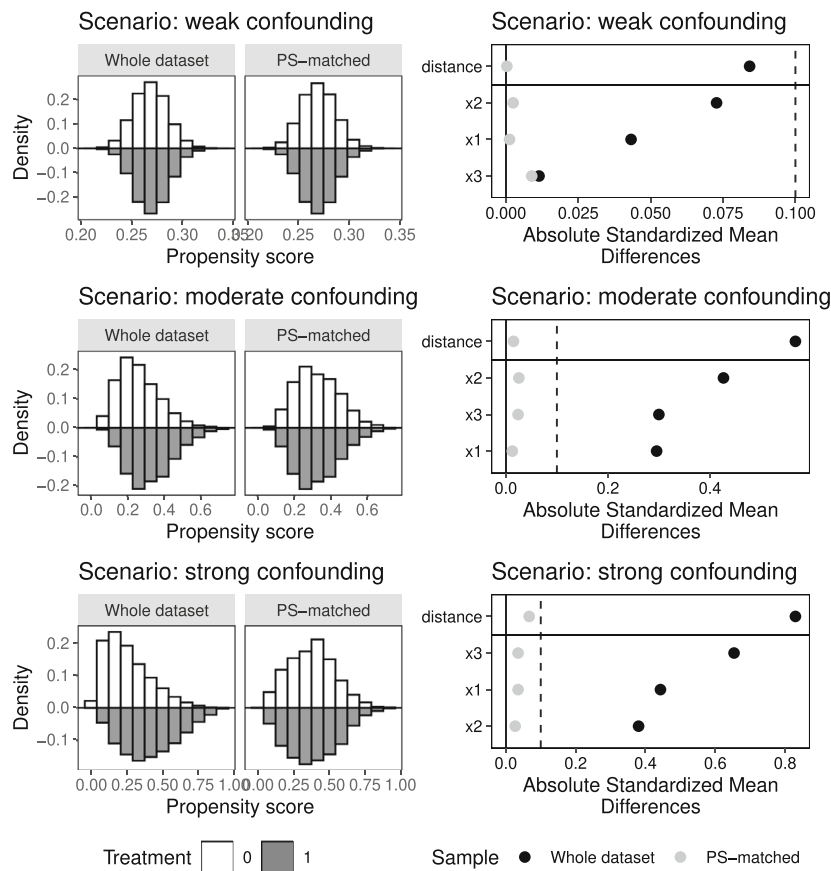 Scenario: weak confounding
Whole dataset
PS−matched
Density
0.2
0.1
0.0
−0.1
−0.2
0.20
0.25
0.30
0.35
0.20
0.25
0.30
0.35
Propensity score
Scenario: weak confounding
distance
x2
x1
x3
0.000
0.025
0.050
0.075
0.100
Absolute Standardized Mean
Differences
Scenario: moderate confounding
Whole dataset
PS−matched
Density
0.2
0.1
0.0
−0.1
−0.2
0.0
0.2
0.4
0.6
0.0
0.2
0.4
0.6
Propensity score
Scenario: moderate confounding
distance
x2
x3
x1
0.0
0.2
0.4
Absolute Standardized Mean
Differences
Scenario: strong confounding
Whole dataset
PS−matched
Density
0.2
0.1
0.0
−0.1
0.00
0.25
0.50
0.75
1.00
0.00
0.25
0.50
0.75
1.00
Propensity score
Scenario: strong confounding
distance
x3
x1
x2
0.0
0.2
0.4
0.6
0.8
Absolute Standardized Mean
Differences
Treatment 0 1
Sample Whole dataset PS−matched